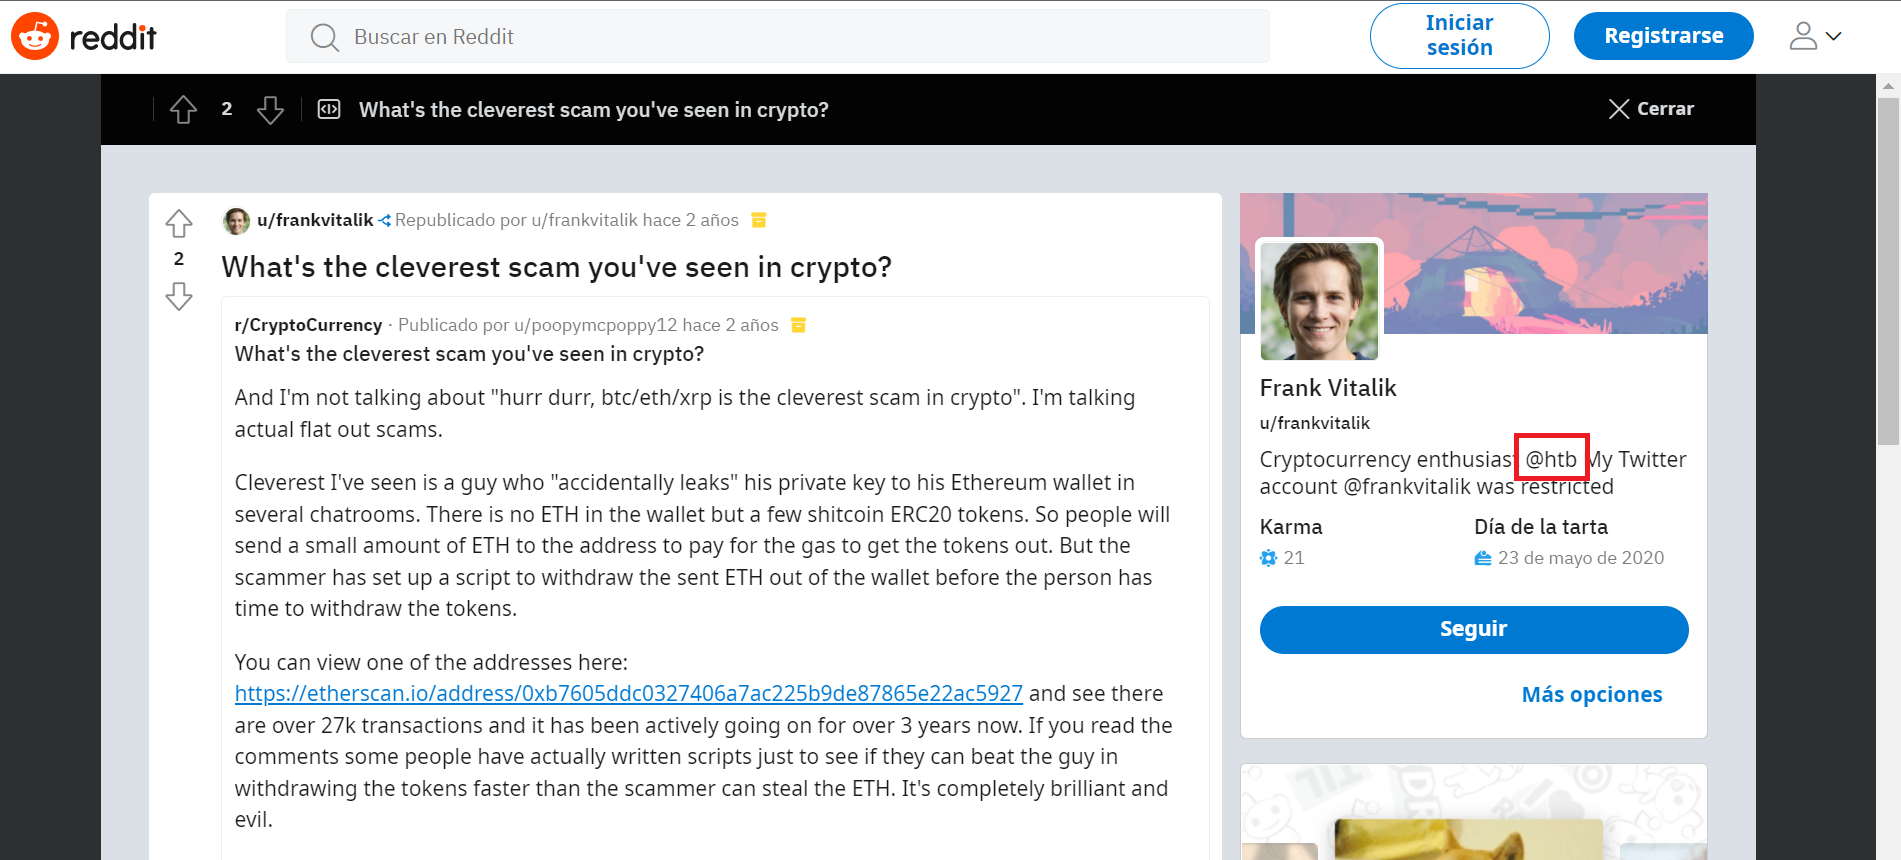 reddit
Buscar en Reddit
Iniciar
sesión
Registrarse
2
What's the cleverest scam you've seen in crypto?
Cerrar
u/frankvitalik Republicado por u/frankvitalik hace 2 años
2
What's the cleverest scam you've seen in crypto?
r/CryptoCurrency · Publicado por u/poopymcpoppy12 hace 2 años
What's the cleverest scam you've seen in crypto?
And I'm not talking about "hurr durr, btc/eth/xrp is the cleverest scam in crypto". I'm talking
actual flat out scams.
Cleverest I've seen is a guy who "accidentally leaks" his private key to his Ethereum wallet in
several chatrooms. There is no ETH in the wallet but a few shitcoin ERC20 tokens. So people will
send a small amount of ETH to the address to pay for the gas to get the tokens out. But the
scammer has set up a script to withdraw the sent ETH out of the wallet before the person has
time to withdraw the tokens.
You can view one of the addresses here:
https://etherscan.io/address/0xb7605ddc0327406a7ac225b9de87865e22ac5927 and see there
are over 27k transactions and it has been actively going on for over 3 years now. If you read the
comments some people have actually written scripts just to see if they can beat the guy in
withdrawing the tokens faster than the scammer can steal the ETH. It's completely brilliant and
evil.
Frank Vitalik
u/frankvitalik
Cryptocurrency enthusiast @htb My Twitter
account @frankvitalik was restricted
Karma
21
Día de la tarta
23 de mayo de 2020
Seguir
Más opciones
TIL